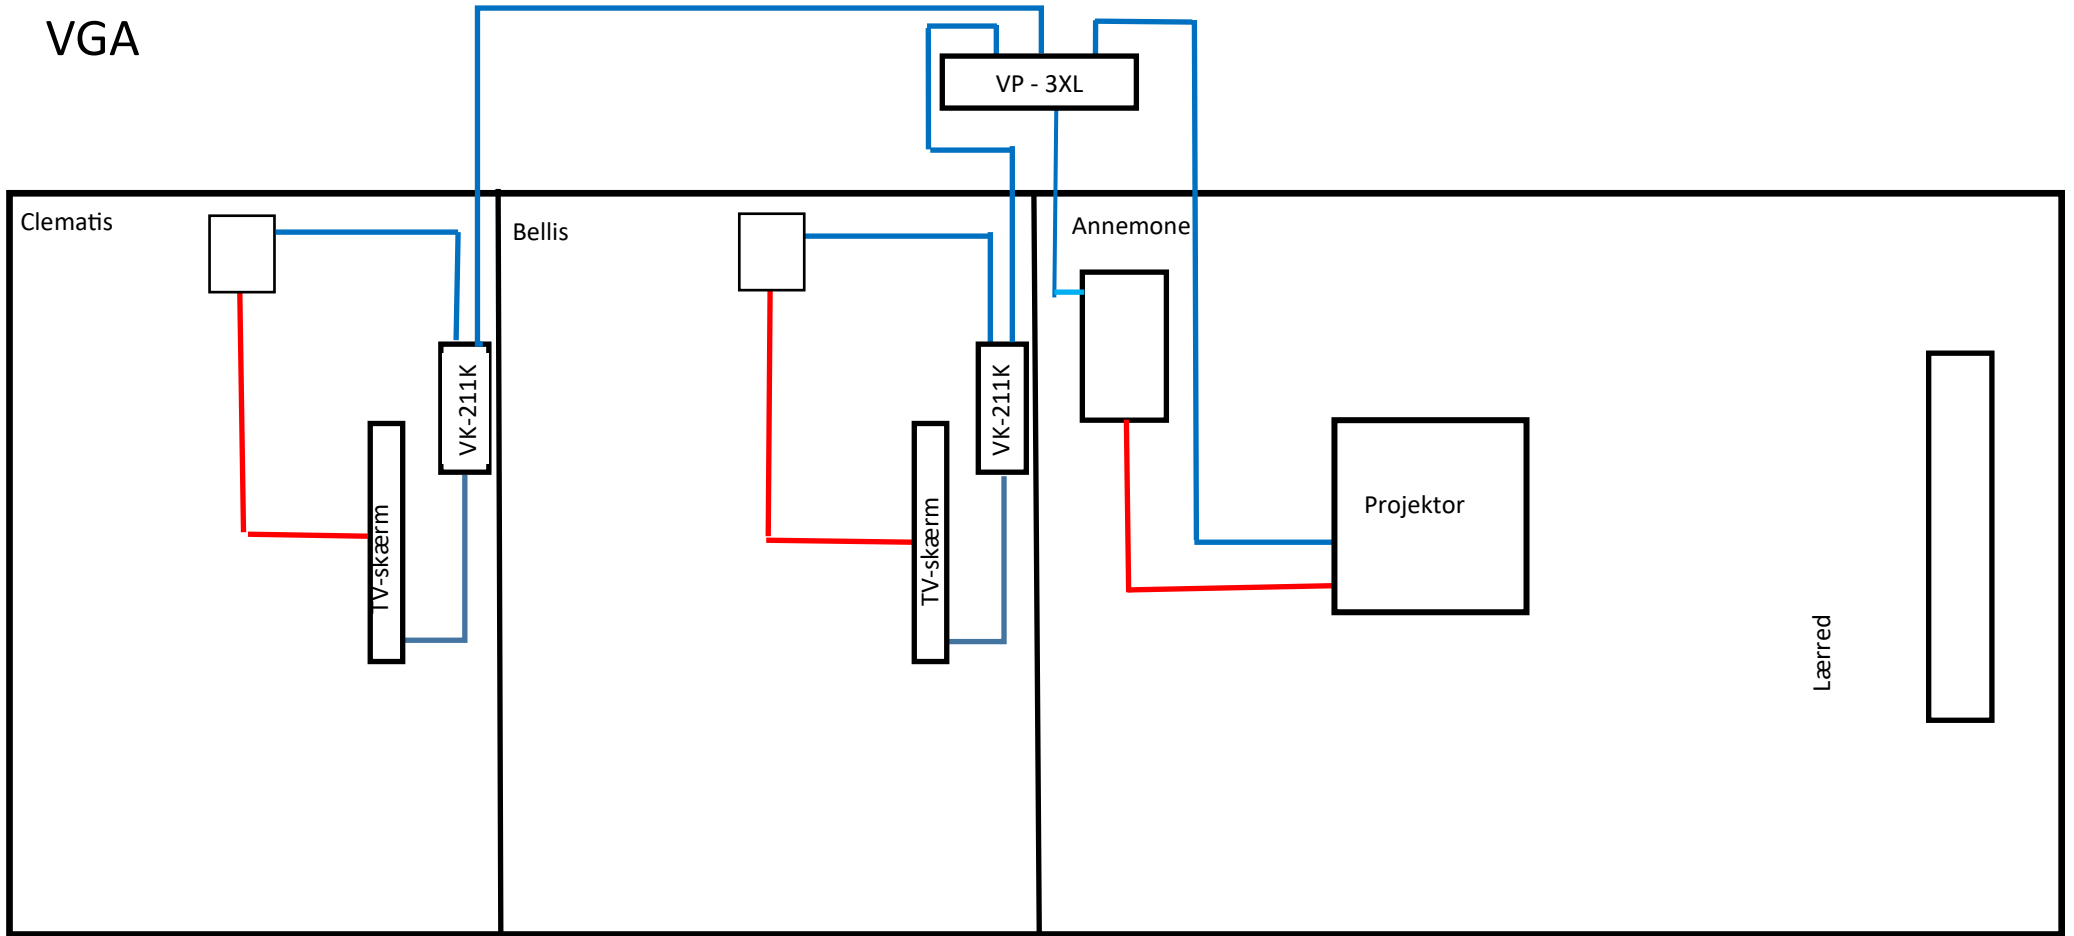 VGA
VP - 3XL
Clematis
Bellis
Annemone
VK-211K
VK-211K
TV-skærm
TV-skærm
Projektor
Lærred